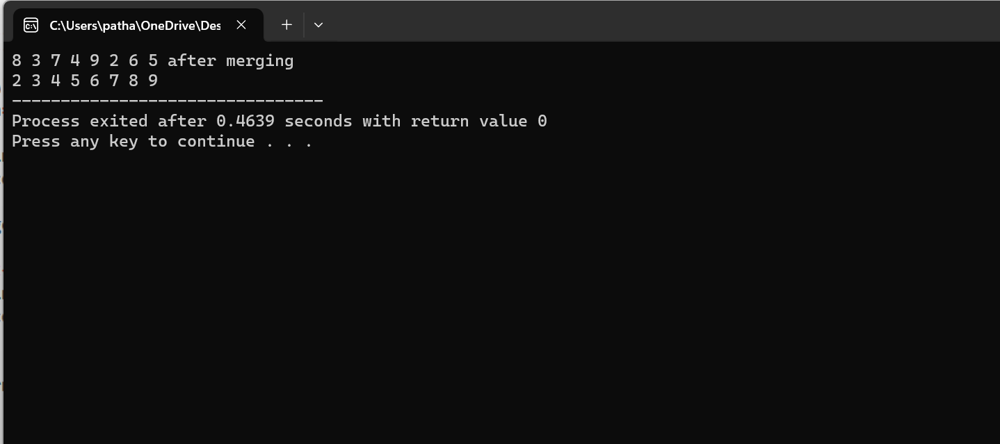 C:\Users\patha\OneDrive\Des
8 3 7 4 9 2 6 5 after merging
2 3 4 5 6 7 8 9
--------------------------------
Process exited after 0.4639 seconds with return value 0
Press any key to continue . . .